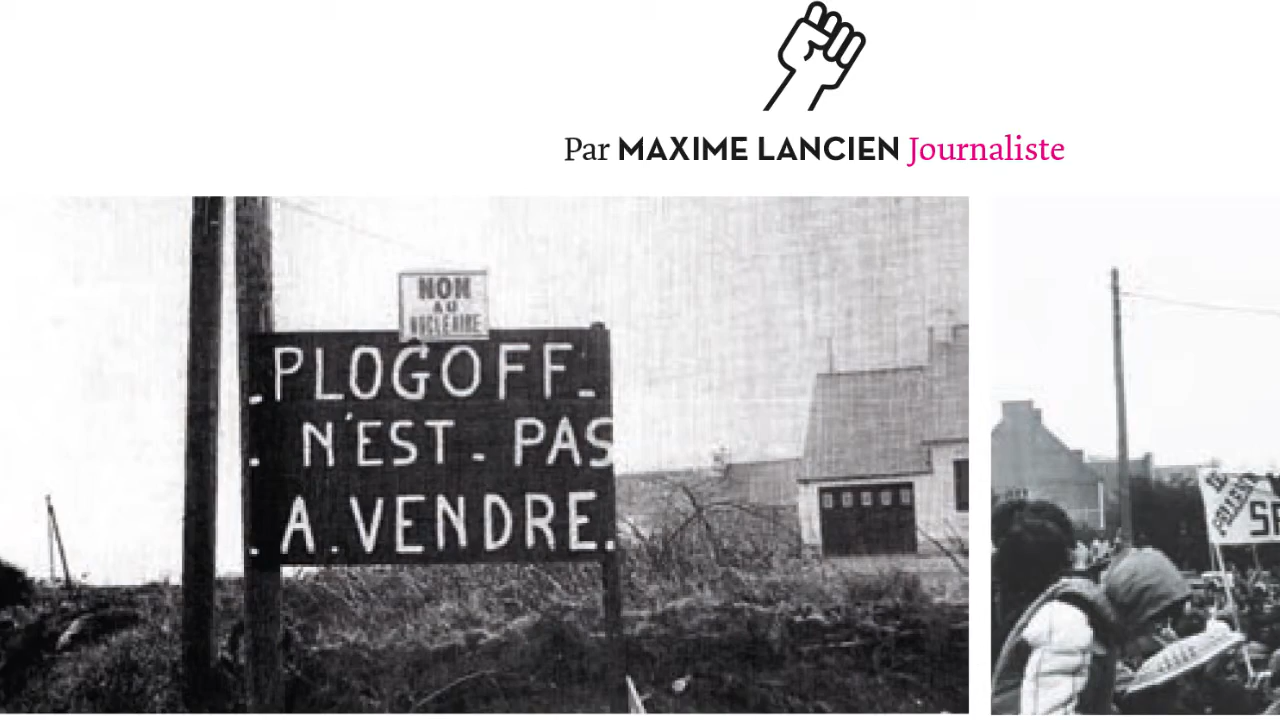 Par MAXIME LANCIEN Journaliste
NON
AU
NUCLÉAIRE
.PLOGOFF.
. N'EST - PAS
. A . VENDRE.